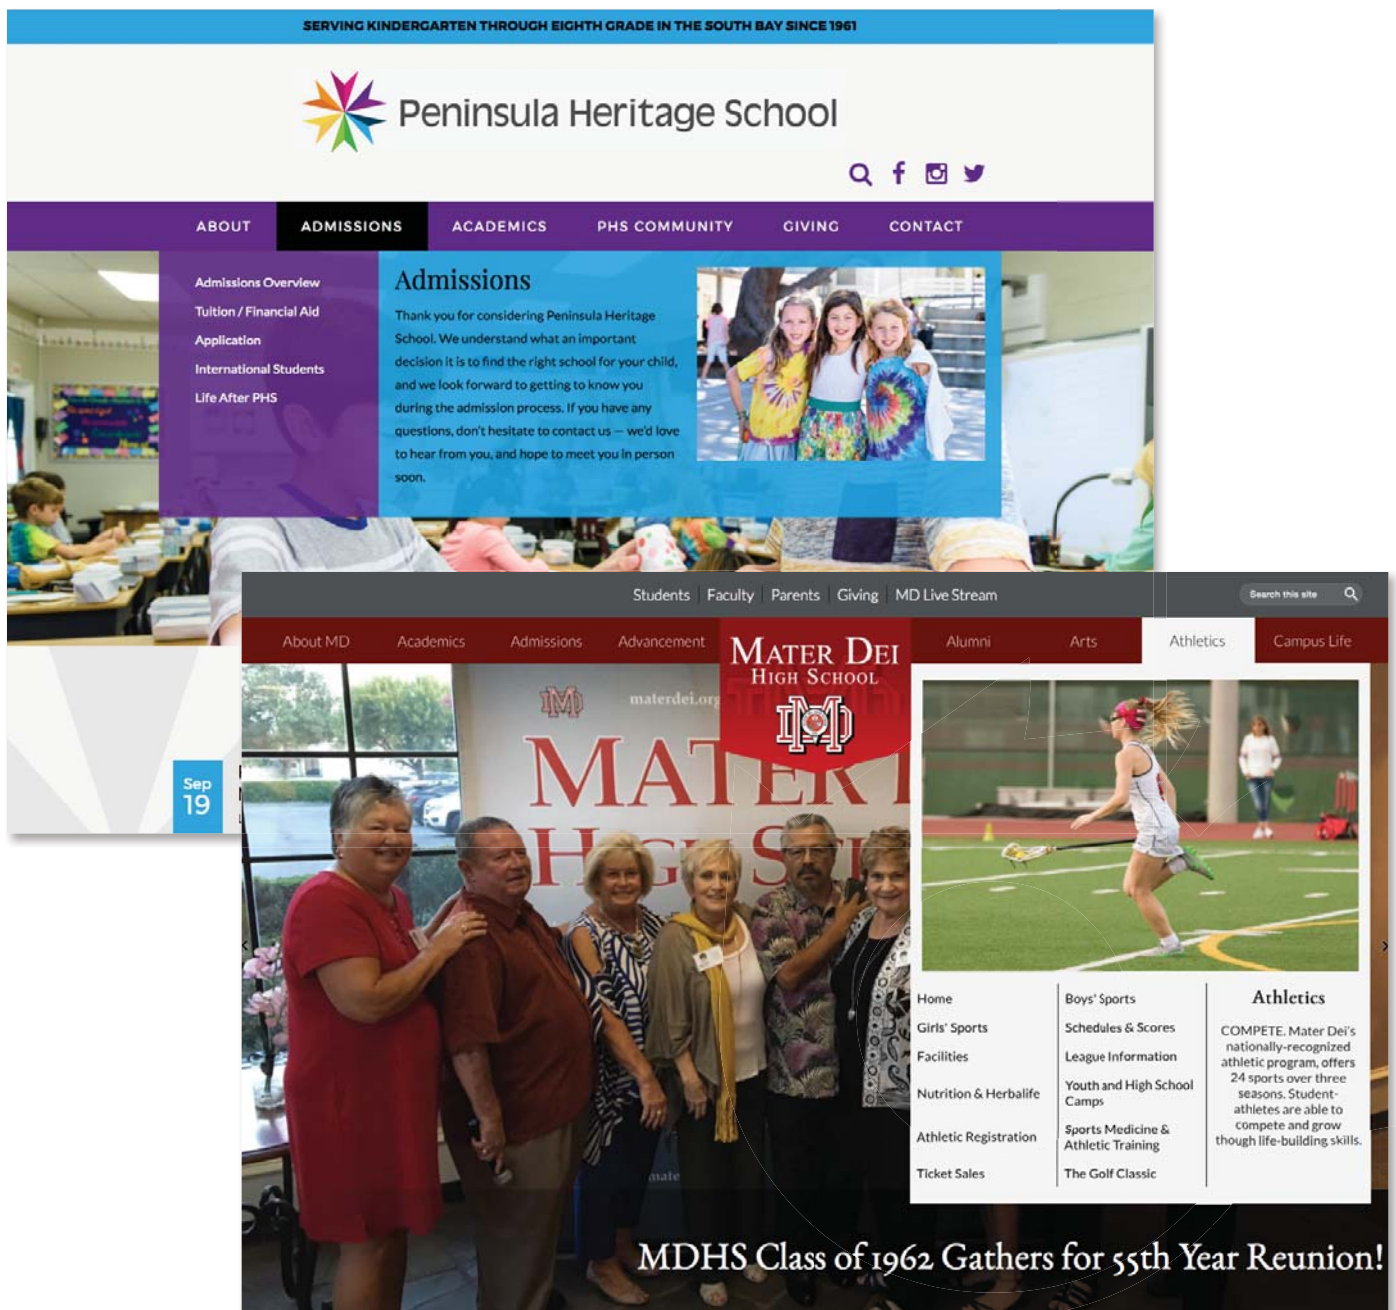 SERVING KINDERGARTEN THROUGH EIGHTH GRADE IN THE SOUTH BAY SINCE 1961
Peninsula Heritage School
ABOUT
ADMISSIONS
ACADEMICS
PHS COMMUNITY
GIVING
CONTACT
Admissions Overview
Tuition / Financial Aid
Application
International Students
Life After PHS
Admissions
Thank you for considering Peninsula Heritage
School. We understand what an important
decision it is to find the right school for your child,
and we look forward to getting to know you
during the admission process. If you have any
questions, don't hesitate to contact us — we'd love
to hear from you, and hope to meet you in person
soon.
Sep
19
Students
Faculty
Parents
Giving
MD Live Stream
Search this site
About MD
Academics
Admissions
Advancement
MATER DEI
HIGH SCHOOL
MD
Alumni
Arts
Athletics
Campus Life
MD
materdei.org
MATER
HIGH SCH
mate
Home
Girls' Sports
Facilities
Nutrition & Herbalife
Athletic Registration
Ticket Sales
Boys' Sports
Schedules & Scores
League Information
Youth and High School
Camps
Sports Medicine &
Athletic Training
The Golf Classic
Athletics
COMPETE. Mater Dei's
nationally-recognized
athletic program, offers
24 sports over three
seasons. Student-
athletes are able to
compete and grow
though life-building skills.
MDHS Class of 1962 Gathers for 55th Year Reunion!